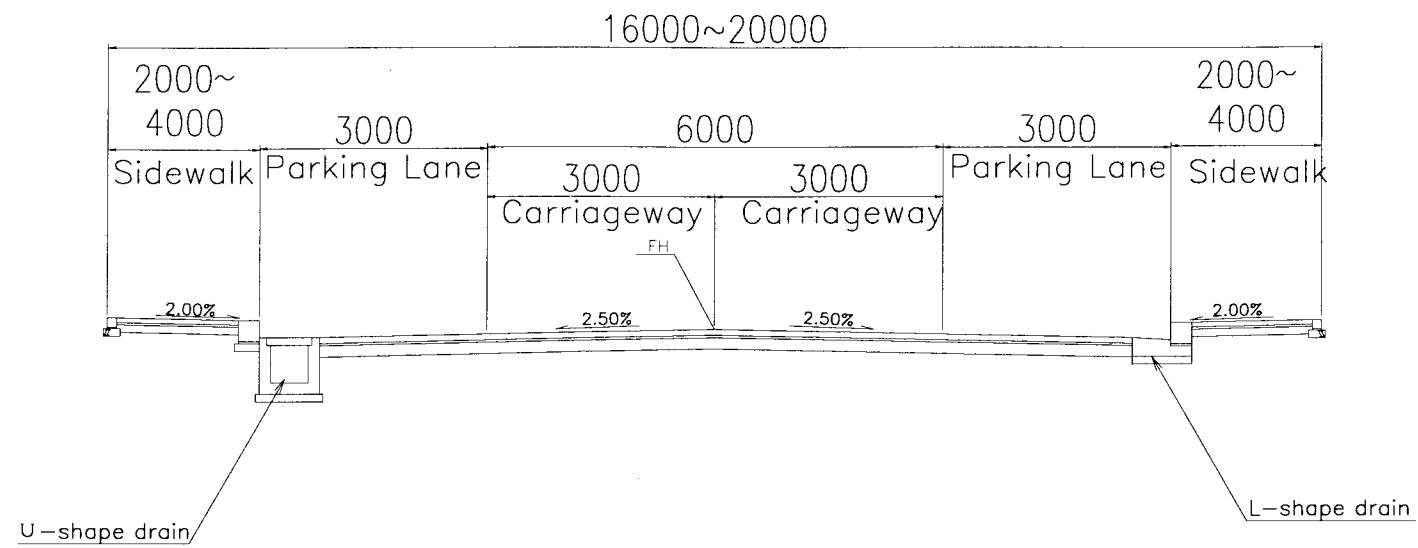 16000~20000
2000~
4000
3000
6000
3000
2000~
4000
Sidewalk
Parking Lane
3000
3000
Parking Lane
Sidewalk
Carriageway
Carriageway
FH
2.00%
2.50%
2.50%
2.00%
U-shape drain
L-shape drain